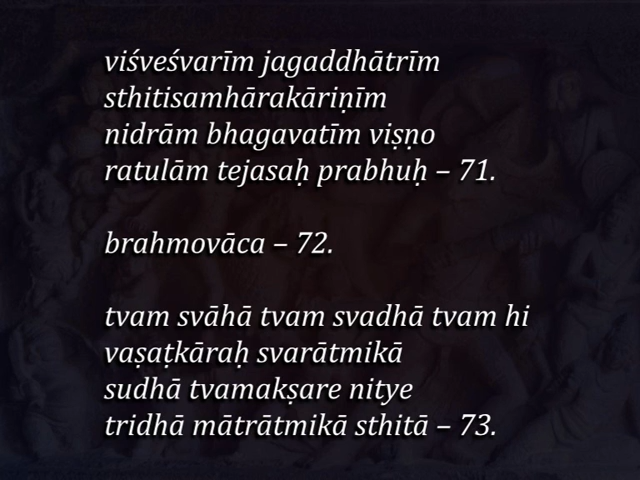 viśveśvarīm jagaddhātrīm
sthitisamhārakāriṇīm
nidrām bhagavatīm viṣṇo
ratulām tejasaḥ prabhuḥ – 71.
brahmovāca – 72.
tvam svāhā tvam svadhā tvam hi
vaṣaṭkāraḥ svarātmikā
sudhā tvamakṣare nitye
tridhā mātrātmikā sthitā – 73.